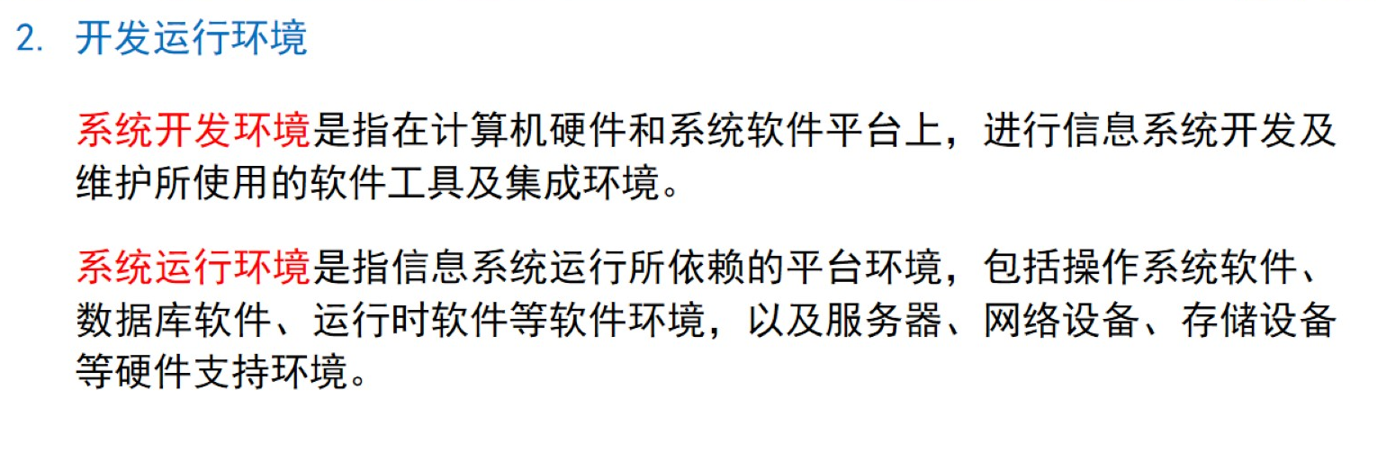 2. 开发运行环境
系统开发环境是指在计算机硬件和系统软件平台上，进行信息系统开发及
维护所使用的软件工具及集成环境。
系统运行环境是指信息系统运行所依赖的平台环境，包括操作系统软件、
数据库软件、运行时软件等软件环境，以及服务器、网络设备、存储设备
等硬件支持环境。